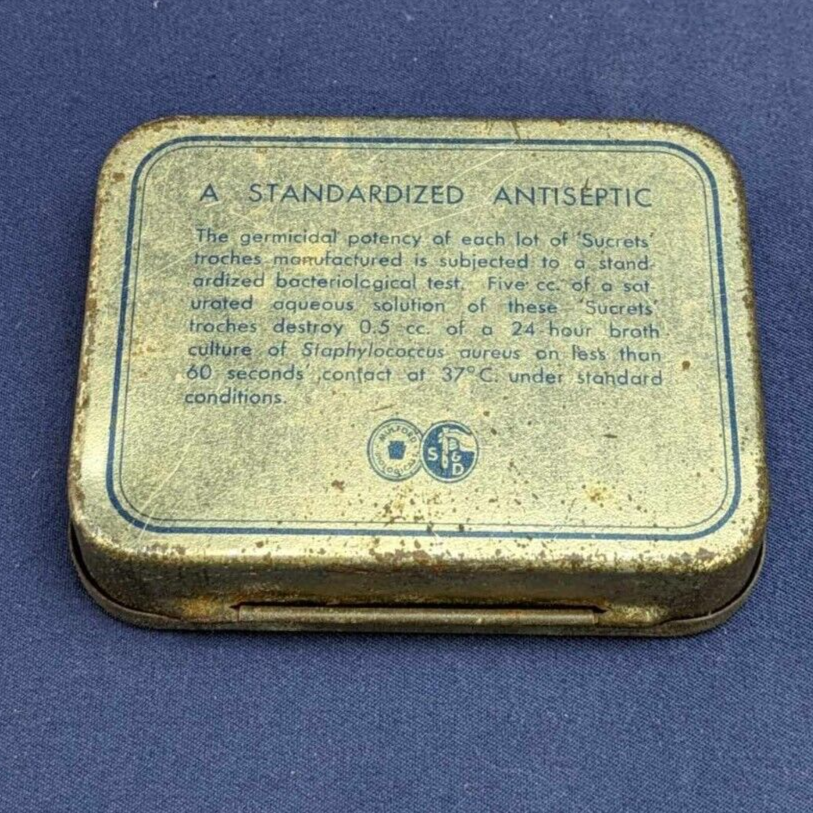 A STANDARDIZED ANTISEPTIC
The germicidal potency of each lot of 'Sucrets'
troches manufactured is subjected to a stand-
ardized bacteriological test. Five cc. of a sat
urated aqueous solution of these 'Sucrets'
troches destroy 0.5 cc. of a 24 hour broth
culture of Staphylococcus aureus on less than
60 seconds' contact at 37°C. under standard
conditions.
MULFORD
S & D